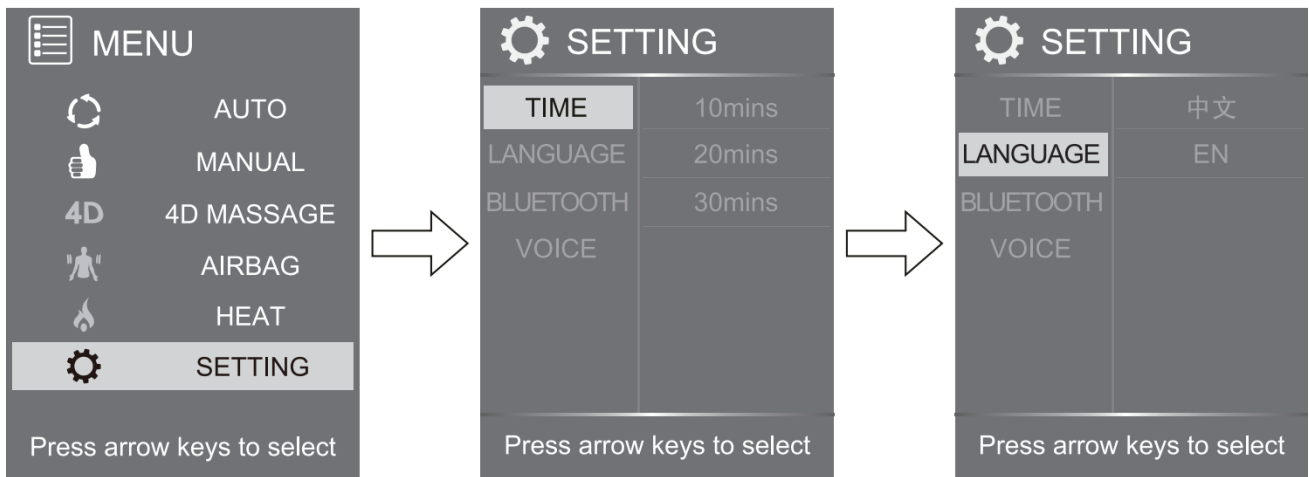 MENU
AUTO
MANUAL
4D 4D MASSAGE
AIRBAG
HEAT
SETTING
Press arrow keys to select
SETTING
TIME 10mins
LANGUAGE 20mins
BLUETOOTH 30mins
VOICE
Press arrow keys to select
SETTING
TIME 中文
LANGUAGE EN
BLUETOOTH
VOICE
Press arrow keys to select